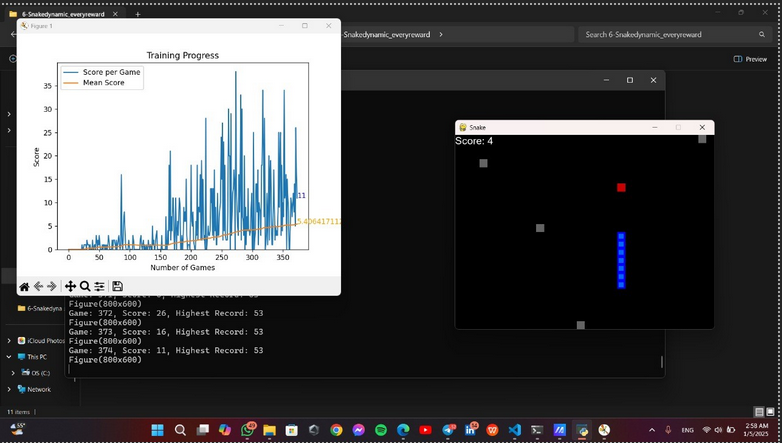 6-Snakedynamic_everyreward
-Snakedynamic_everyreward
Search 6-Snakedynamic_everyreward
Preview
Figure 1
Training Progress
Score per Game
Mean Score
Score
35
30
25
20
15
10
5
0
11
0 50 100 150 200 250 300 350
Number of Games
Snake
Score: 4
Figure(800x600)
Game: 372, Score: 26, Highest Record: 53
Figure(800x600)
Game: 373, Score: 16, Highest Record: 53
Figure(800x600)
Game: 374, Score: 11, Highest Record: 53
Figure(800x600)
6-Snakedyna
iCloud Photos
This PC
OS (C:)
Network
11 items
55°
ENG
2:58 AM
1/5/2025